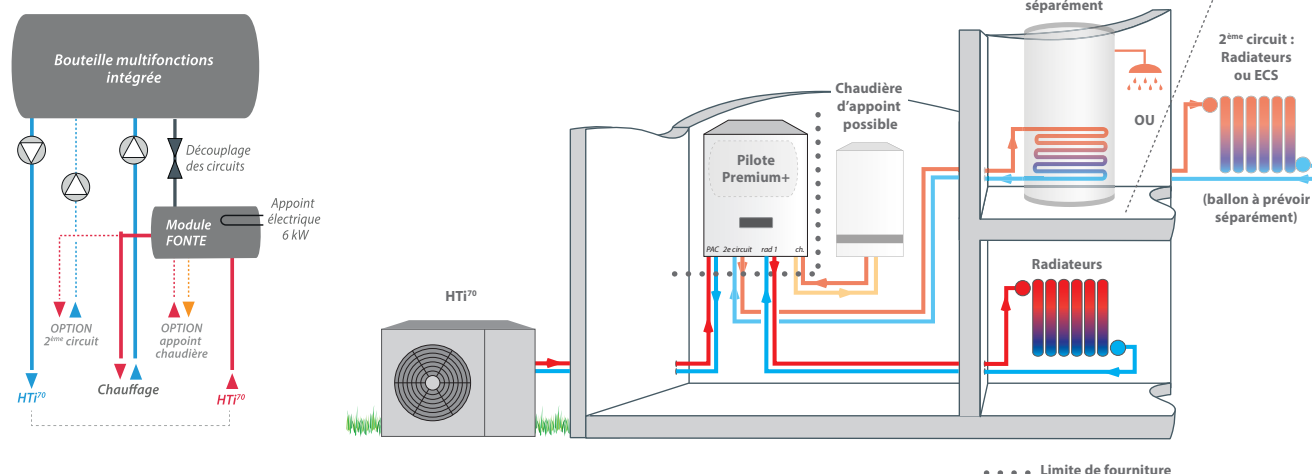 Bouteille multifonctions
intégrée
Découplage
des circuits
Appoint
électrique
6 kW
Module
FONTE
OPTION
2ème circuit
OPTION
appoint
chaudière
Chauffage
HTi70
HTi70
HTi70
Pilote
Premium+
PAC 2e circuit rad 1 ch.
Chaudière
d’appoint
possible
séparément
OU
2ème circuit :
Radiateurs
ou ECS
(ballon à prévoir
séparément)
Radiateurs
Limite de fourniture